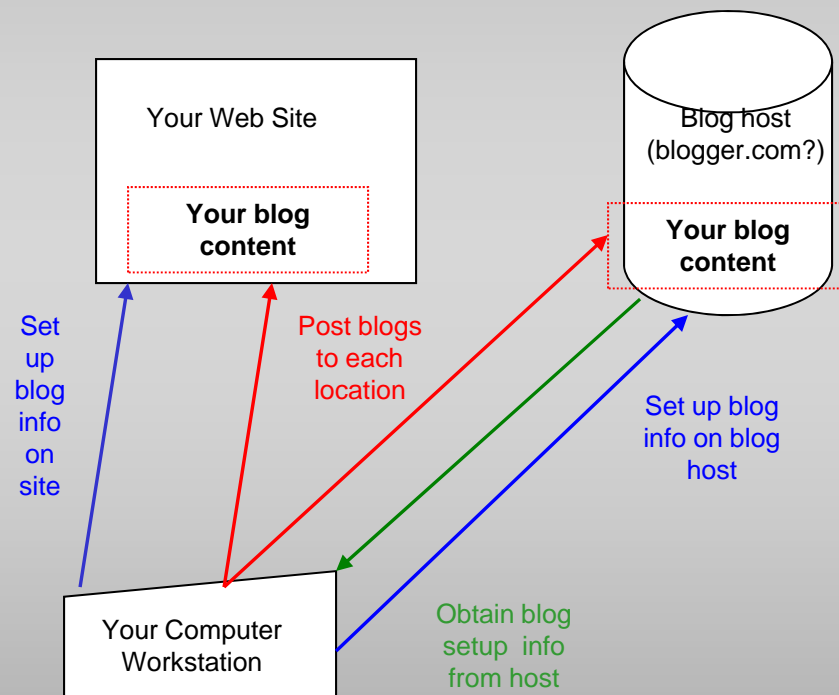 Your Web Site
Your blog
content
Blog host
(blogger.com?)
Your blog
content
Set
up
blog
info
on
site
Post blogs
to each
location
Set up blog
info on blog
host
Your Computer
Workstation
Obtain blog
setup info
from host